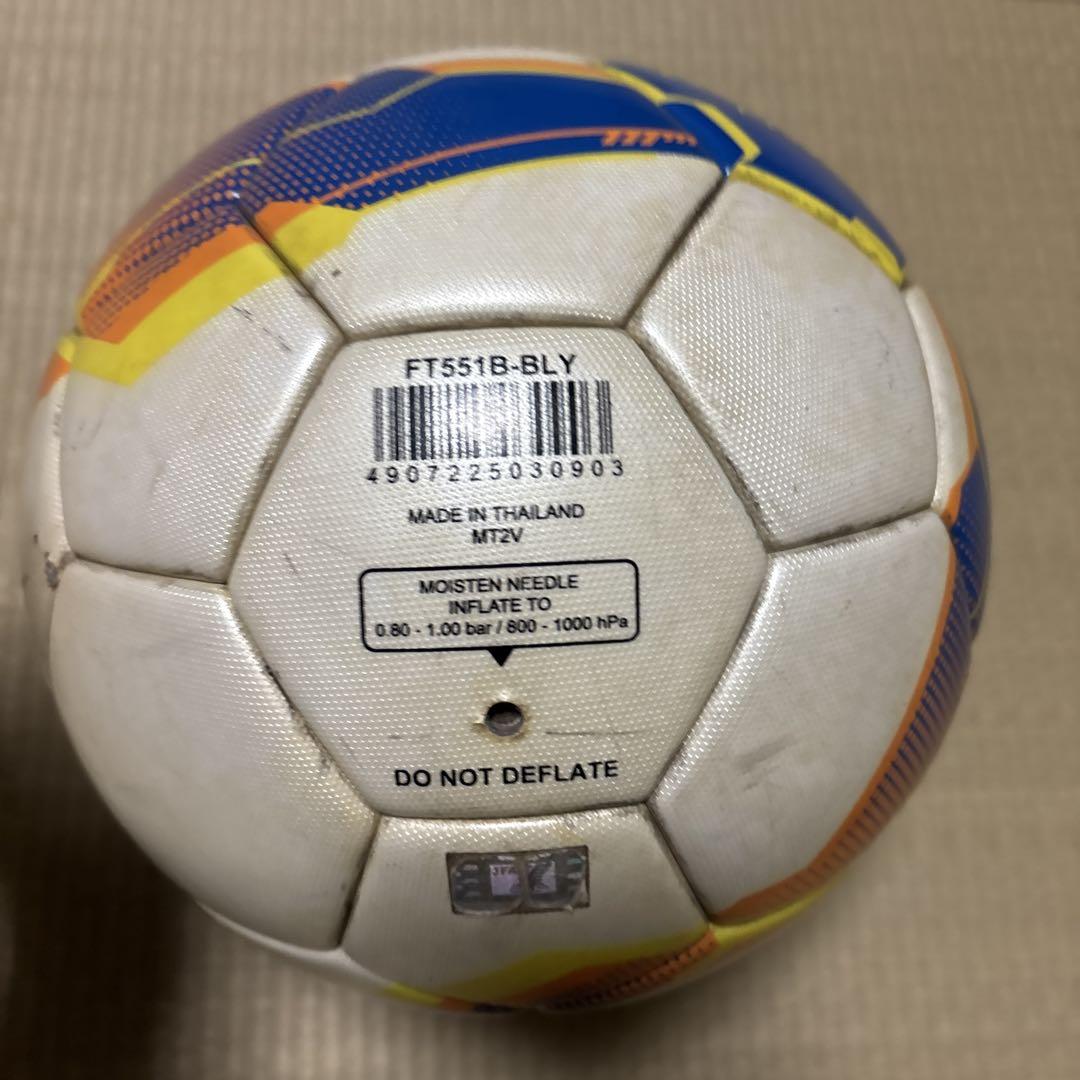 FT551B-BLY
4907225030903
MADE IN THAILAND
MT2V
MOISTEN NEEDLE
INFLATE TO
0.80 - 1.00 bar / 800 - 1000 hPa
DO NOT DEFLATE
JFA